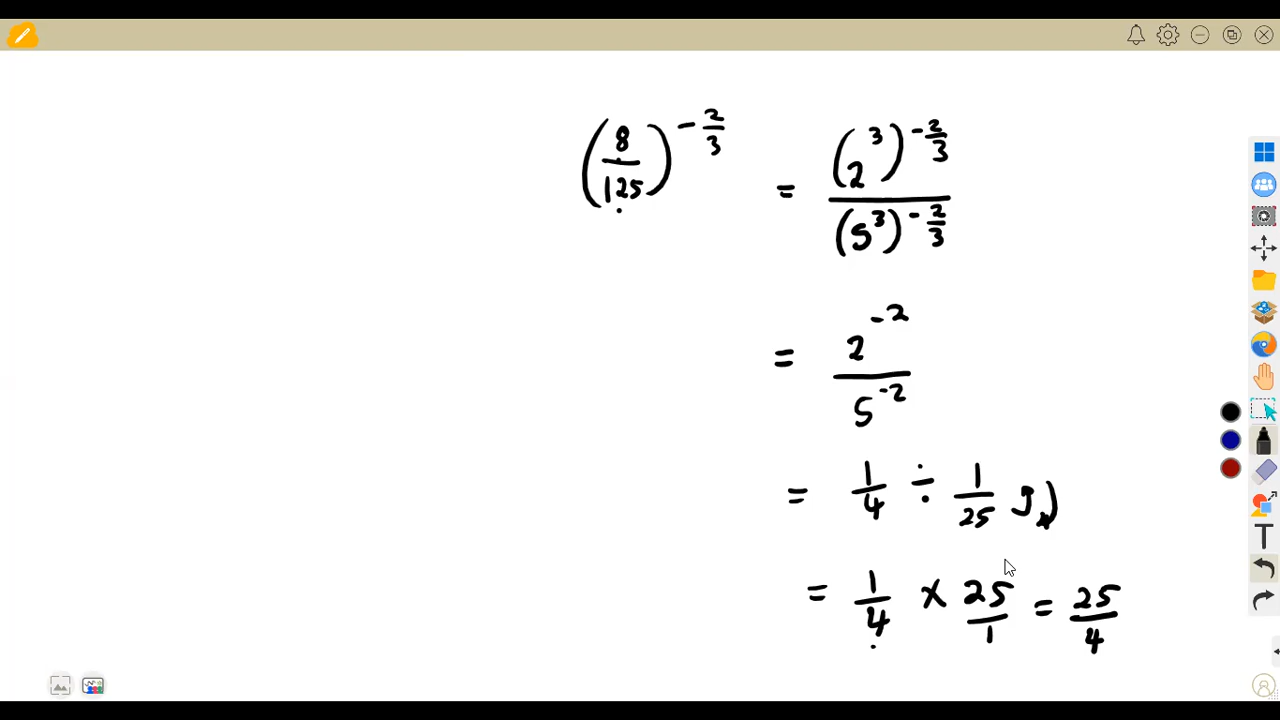 (8/125)^(-2/3) = (2^3)^(-2/3) / (5^3)^(-2/3)
= 2^(-2) / 5^(-2)
= 1/4 ÷ 1/25
= 1/4 × 25/1 = 25/4
T